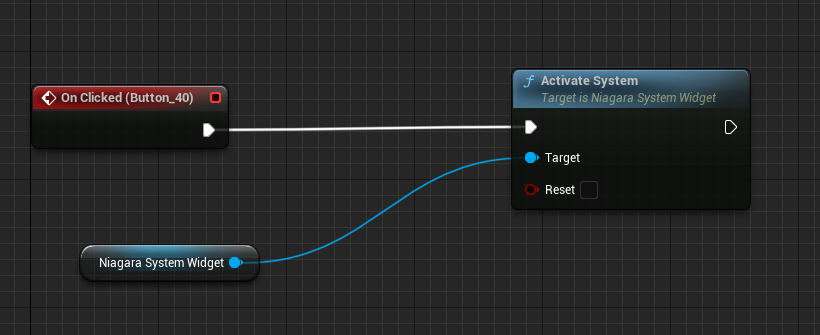 On Clicked (Button_40)
f Activate System
Target is Niagara System Widget
Target
Reset
Niagara System Widget